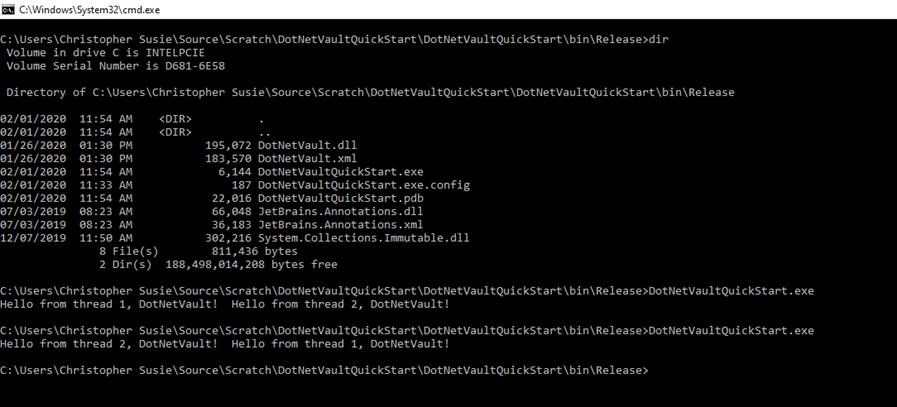 C:\Windows\System32\cmd.exe
C:\Users\Christopher Susie\Source\Scratch\DotNetVaultQuickStart\DotNetVaultQuickStart\bin\Release>dir
 Volume in drive C is INTELPCIE
 Volume Serial Number is D681-6E58
 Directory of C:\Users\Christopher Susie\Source\Scratch\DotNetVaultQuickStart\DotNetVaultQuickStart\bin\Release
02/01/2020  11:54 AM    <DIR>          .
02/01/2020  11:54 AM    <DIR>          ..
01/26/2020  01:30 PM           195,072 DotNetVault.dll
01/26/2020  01:30 PM           183,570 DotNetVault.xml
02/01/2020  11:54 AM             6,144 DotNetVaultQuickStart.exe
02/01/2020  11:33 AM               187 DotNetVaultQuickStart.exe.config
02/01/2020  11:54 AM            22,016 DotNetVaultQuickStart.pdb
07/03/2019  08:23 AM            66,048 JetBrains.Annotations.dll
07/03/2019  08:23 AM            36,183 JetBrains.Annotations.xml
12/07/2019  11:50 AM           302,216 System.Collections.Immutable.dll
               8 File(s)        811,436 bytes
               2 Dir(s)  188,498,014,208 bytes free
C:\Users\Christopher Susie\Source\Scratch\DotNetVaultQuickStart\DotNetVaultQuickStart\bin\Release>DotNetVaultQuickStart.exe
Hello from thread 1, DotNetVault!  Hello from thread 2, DotNetVault!
C:\Users\Christopher Susie\Source\Scratch\DotNetVaultQuickStart\DotNetVaultQuickStart\bin\Release>DotNetVaultQuickStart.exe
Hello from thread 2, DotNetVault!  Hello from thread 1, DotNetVault!
C:\Users\Christopher Susie\Source\Scratch\DotNetVaultQuickStart\DotNetVaultQuickStart\bin\Release>